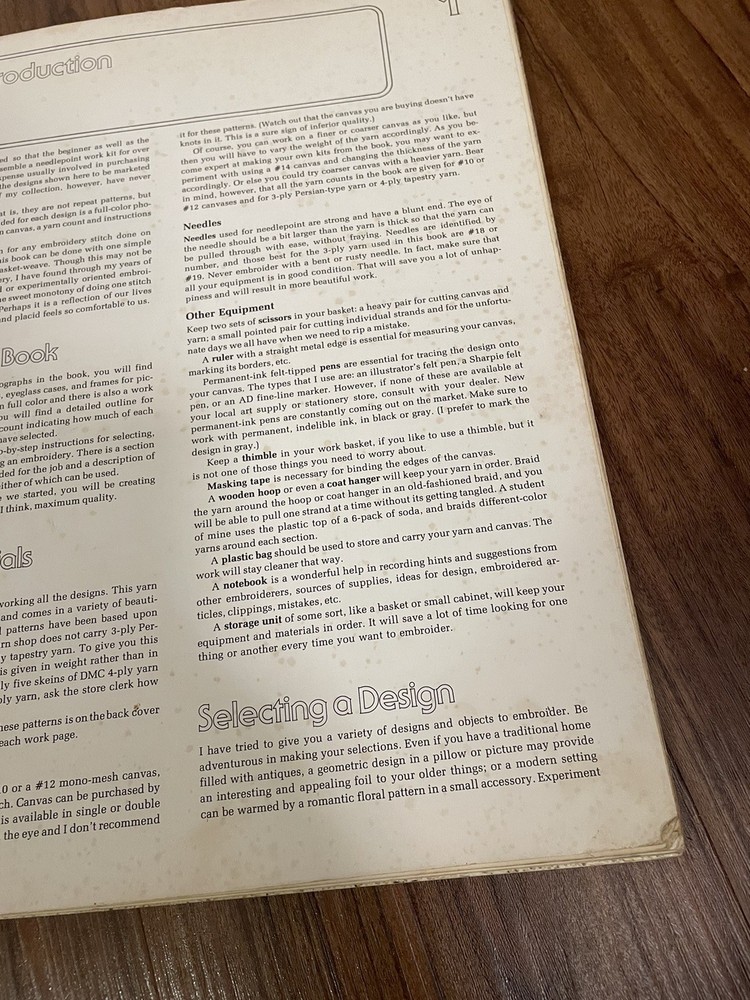 roduction
1
ed so that the beginner as well as the
semble a needlepoint work kit for over
pense usually involved in purchasing
the designs shown here to be marketed
f my collection, however, have never
at is, they are not repeat patterns, but
ded for each design is a full-color pho-
n canvas, a yarn count and instructions
n for any embroidery stitch done on
is book can be done with one simple
asket-weave. Though this may not be
ery, I have found through my years of
d or experimentally oriented embroi-
he sweet monotony of doing one stitch
Perhaps it is a reflection of our lives
nd placid feels so comfortable to us.
Book
ographs in the book, you will find
, eyeglass cases, and frames for pic-
n full color and there is also a work
ou will find a detailed outline for
count indicating how much of each
have selected.
o-by-step instructions for selecting,
g an embroidery. There is a section
ded for the job and a description of
either of which can be used.
e we started, you will be creating
I think, maximum quality.
als
working all the designs. This yarn
and comes in a variety of beauti-
l patterns have been based upon
rn shop does not carry 3-ply Per-
y tapestry yarn. To give you this
is given in weight rather than in
ly five skeins of DMC 4-ply yarn
ply yarn, ask the store clerk how
hese patterns is on the back cover
each work page.
0 or a #12 mono-mesh canvas,
ch. Canvas can be purchased by
is available in single or double
the eye and I don't recommend
it for these patterns. (Watch out that the canvas you are buying doesn't have
knots in it. This is a sure sign of inferior quality.)
Of course, you can work on a finer or coarser canvas as you like, but
then you will have to vary the weight of the yarn accordingly. As you be-
come expert at making your own kits from the book, you may want to ex-
periment with using a #14 canvas and changing the thickness of the yarn
accordingly. Or else you could try coarser canvas with a heavier yarn. Bear
in mind, however, that all the yarn counts in the book are given for #10 or
#12 canvases and for 3-ply Persian-type yarn or 4-ply tapestry yarn.
Needles
Needles used for needlepoint are strong and have a blunt end. The eye of
the needle should be a bit larger than the yarn is thick so that the yarn can
be pulled through with ease, without fraying. Needles are identified by
number, and those best for the 3-ply yarn used in this book are #18 or
#19. Never embroider with a bent or rusty needle. In fact, make sure that
all your equipment is in good condition. That will save you a lot of unhap-
piness and will result in more beautiful work.
Other Equipment
Keep two sets of scissors in your basket: a heavy pair for cutting canvas and
yarn; a small pointed pair for cutting individual strands and for the unfortu-
nate days we all have when we need to rip a mistake.
A ruler with a straight metal edge is essential for measuring your canvas,
marking its borders, etc.
Permanent-ink felt-tipped pens are essential for tracing the design onto
your canvas. The types that I use are: an illustrator's felt pen, a Sharpie felt
pen, or an AD fine-line marker. However, if none of these are available at
your local art supply or stationery store, consult with your dealer. New
permanent-ink pens are constantly coming out on the market. Make sure to
work with permanent, indelible ink, in black or gray. (I prefer to mark the
design in gray.)
Keep a thimble in your work basket, if you like to use a thimble, but it
is not one of those things you need to worry about.
Masking tape is necessary for binding the edges of the canvas.
A wooden hoop or even a coat hanger will keep your yarn in order. Braid
the yarn around the hoop or coat hanger in an old-fashioned braid, and you
will be able to pull one strand at a time without its getting tangled. A student
of mine uses the plastic top of a 6-pack of soda, and braids different-color
yarns around each section.
A plastic bag should be used to store and carry your yarn and canvas. The
work will stay cleaner that way.
A notebook is a wonderful help in recording hints and suggestions from
other embroiderers, sources of supplies, ideas for design, embroidered ar-
ticles, clippings, mistakes, etc.
A storage unit of some sort, like a basket or small cabinet, will keep your
equipment and materials in order. It will save a lot of time looking for one
thing or another every time you want to embroider.
Selecting a Design
I have tried to give you a variety of designs and objects to embroider. Be
adventurous in making your selections. Even if you have a traditional home
filled with antiques, a geometric design in a pillow or picture may provide
an interesting and appealing foil to your older things; or a modern setting
can be warmed by a romantic floral pattern in a small accessory. Experiment